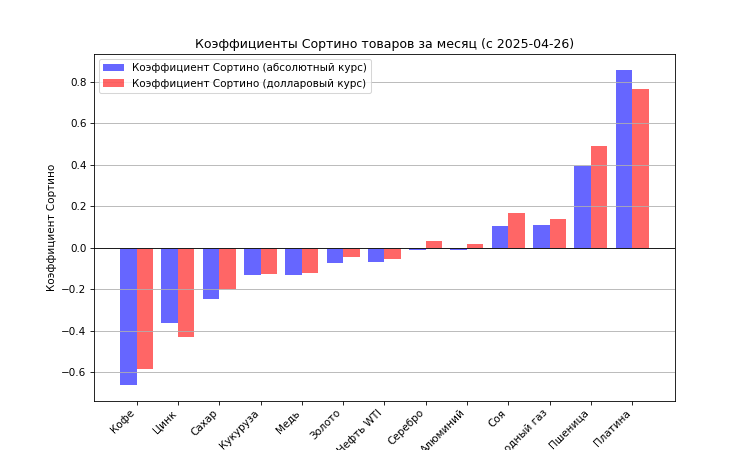 Коэффициенты Сортино товаров за месяц (с 2025-04-26)
Коэффициент Сортино (абсолютный курс)
Коэффициент Сортино (долларовый курс)
Коэффициент Сортино
0.8
0.6
0.4
0.2
0.0
−0.2
−0.4
−0.6
Кофе
Цинк
Сахар
Кукуруза
Медь
Золото
Нефть WTI
Серебро
Алюминий
Соя
одный газ
Пшеница
Платина